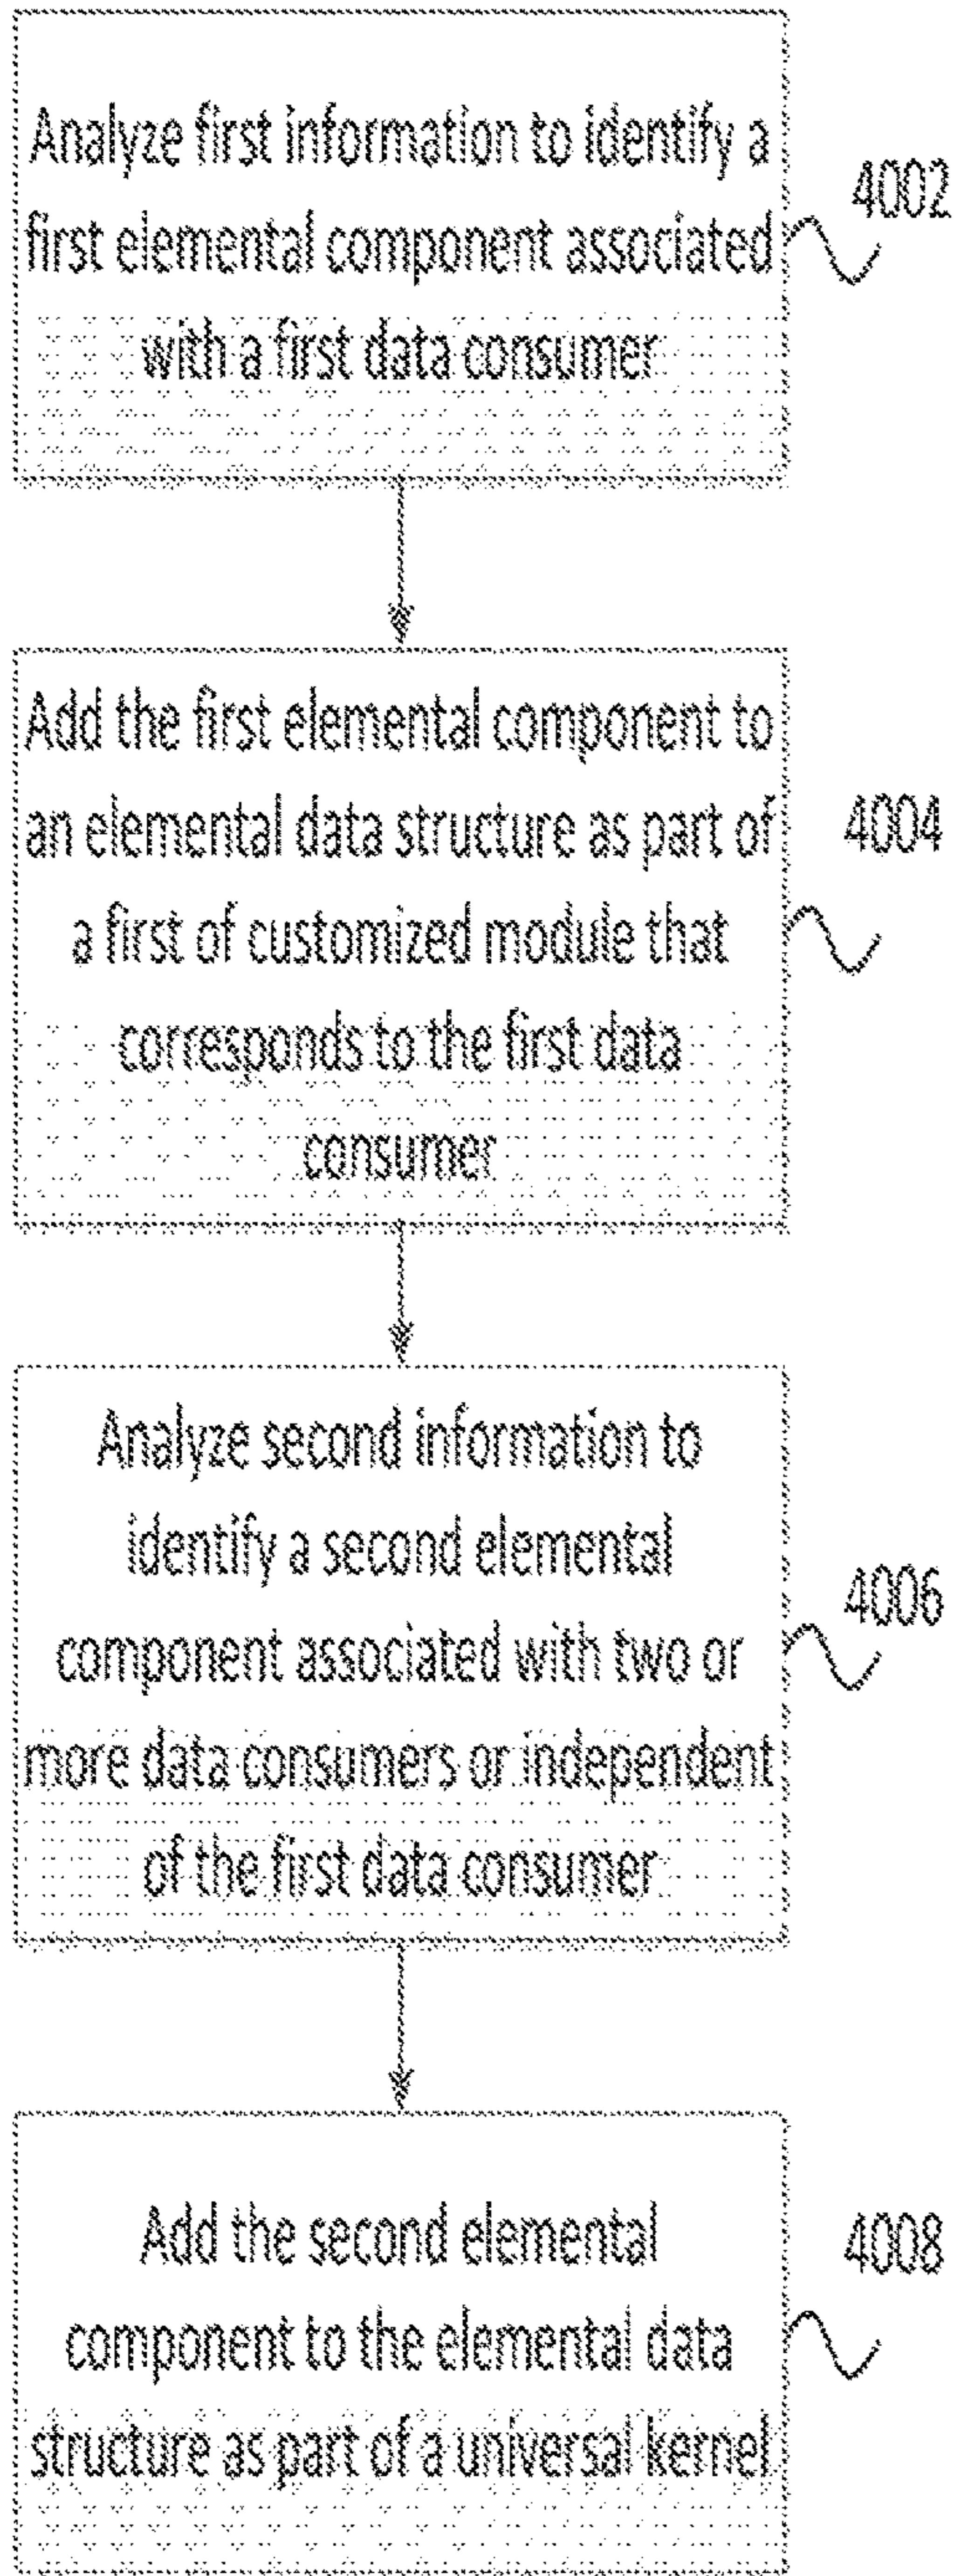 Analyze first information to identify a
first elemental component associated
with a first data consumer
4002
Add the first elemental component to
an elemental data structure as part of
a first of customized module that
corresponds to the first data
consumer
4004
Analyze second information to
identify a second elemental
component associated with two or
more data consumers or independent
of the first data consumer
4006
Add the second elemental
component to the elemental data
structure as part of a universal kernel
4008